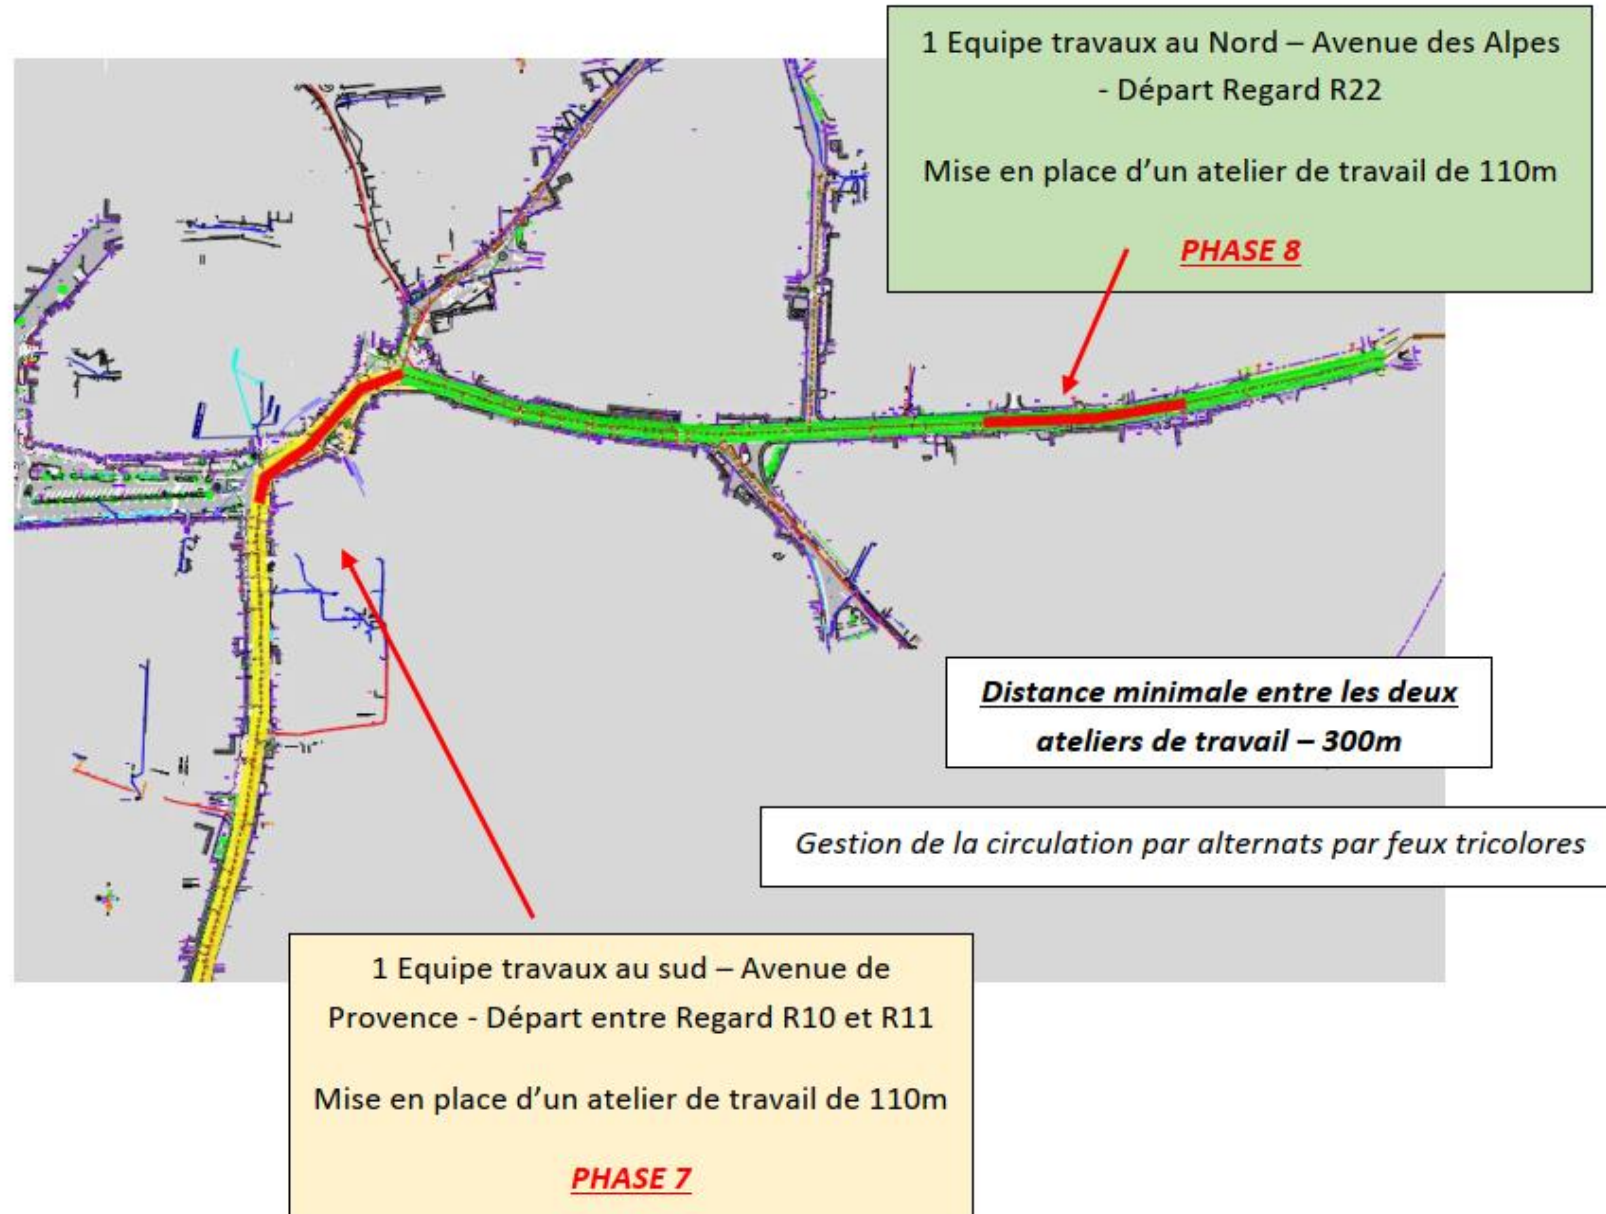 1 Equipe travaux au Nord – Avenue des Alpes
- Départ Regard R22
Mise en place d’un atelier de travail de 110m
PHASE 8
Distance minimale entre les deux
ateliers de travail – 300m
Gestion de la circulation par alternats par feux tricolores
1 Equipe travaux au sud – Avenue de
Provence - Départ entre Regard R10 et R11
Mise en place d’un atelier de travail de 110m
PHASE 7